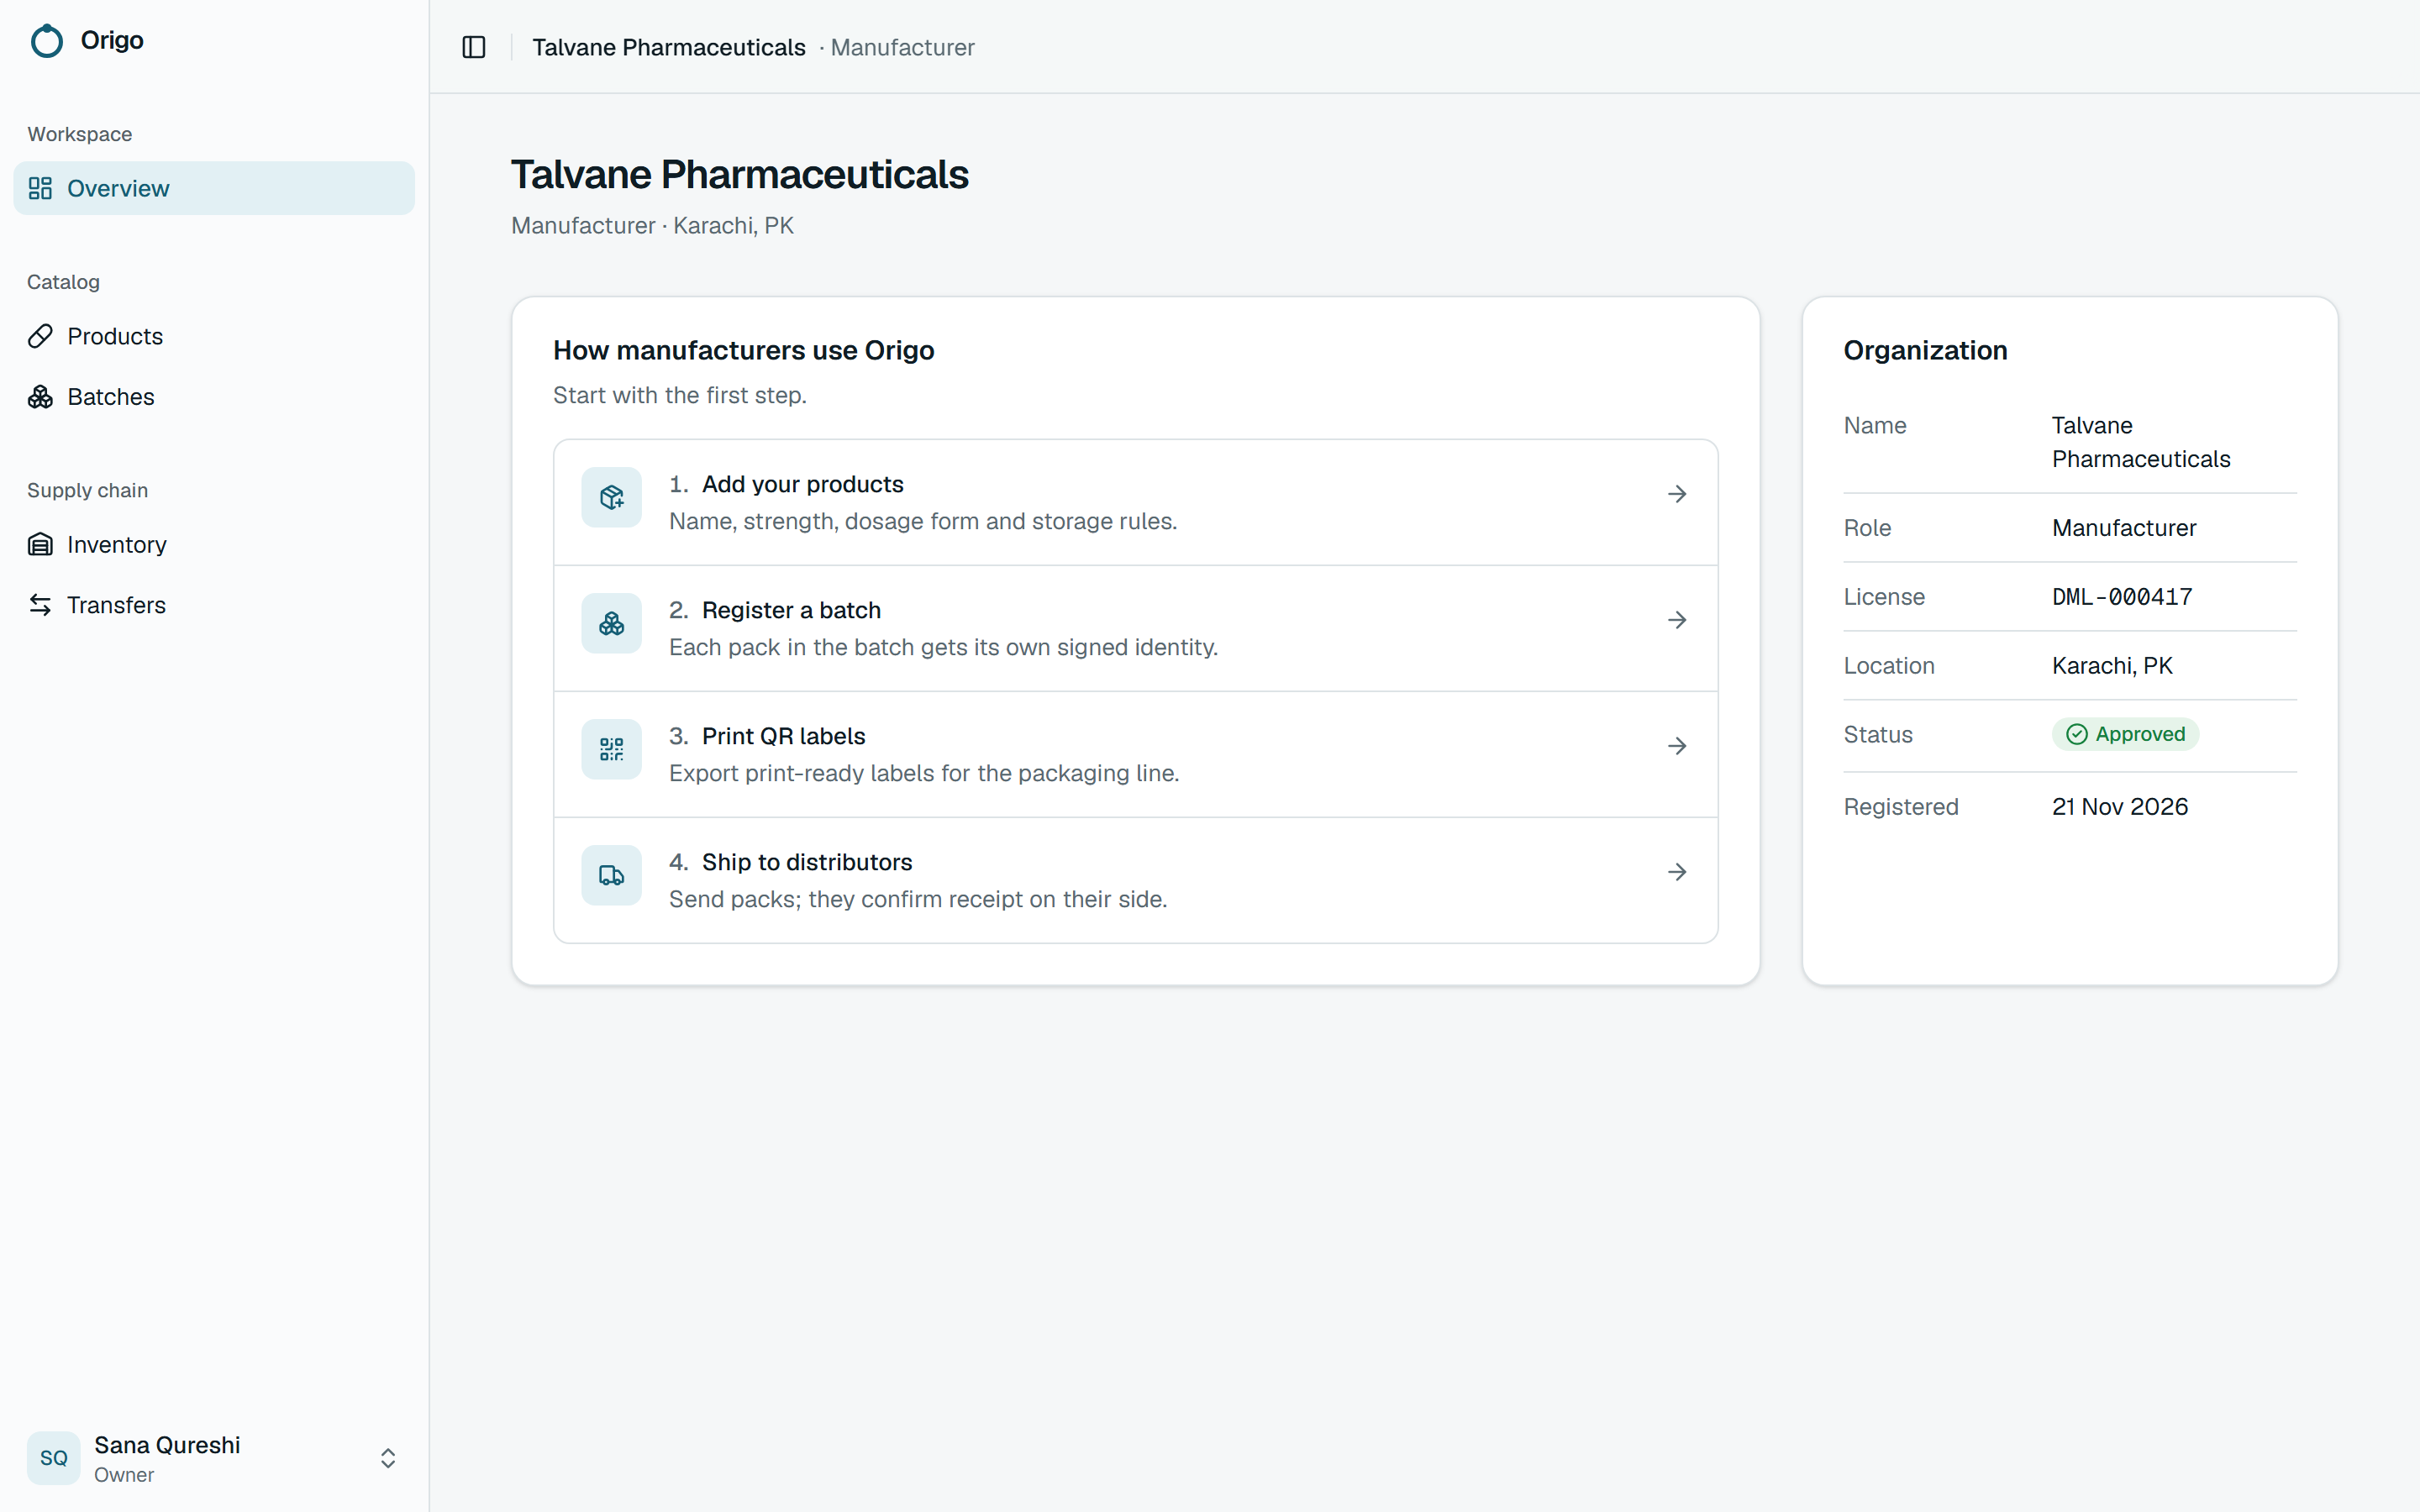 Origo
Workspace
Overview
Catalog
Products
Batches
Supply chain
Inventory
Transfers
SQ
Sana Qureshi
Owner
Talvane Pharmaceuticals · Manufacturer
Talvane Pharmaceuticals
Manufacturer · Karachi, PK
How manufacturers use Origo
Start with the first step.
1. Add your products
Name, strength, dosage form and storage rules.
2. Register a batch
Each pack in the batch gets its own signed identity.
3. Print QR labels
Export print-ready labels for the packaging line.
4. Ship to distributors
Send packs; they confirm receipt on their side.
Organization
Name Talvane
Pharmaceuticals
Role Manufacturer
License DML-000417
Location Karachi, PK
Status Approved
Registered 21 Nov 2026